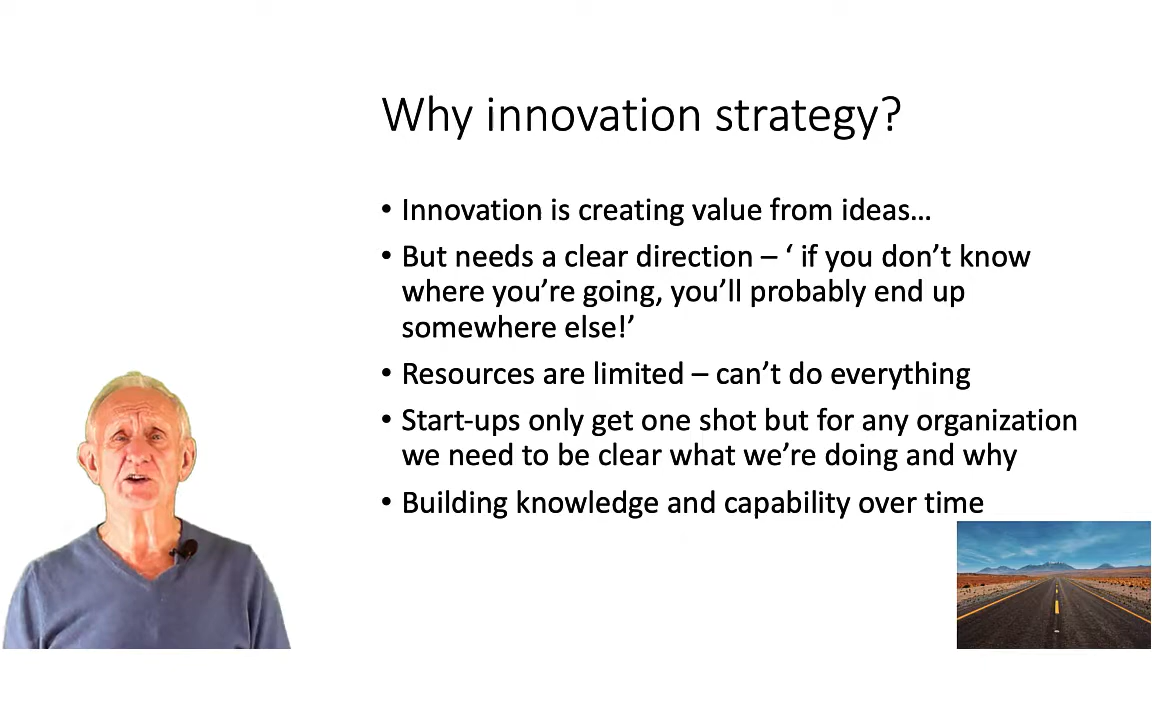 Why innovation strategy?
• Innovation is creating value from ideas…
• But needs a clear direction – ‘ if you don’t know
where you’re going, you’ll probably end up
somewhere else!’
• Resources are limited – can’t do everything
• Start-ups only get one shot but for any organization
we need to be clear what we’re doing and why
• Building knowledge and capability over time